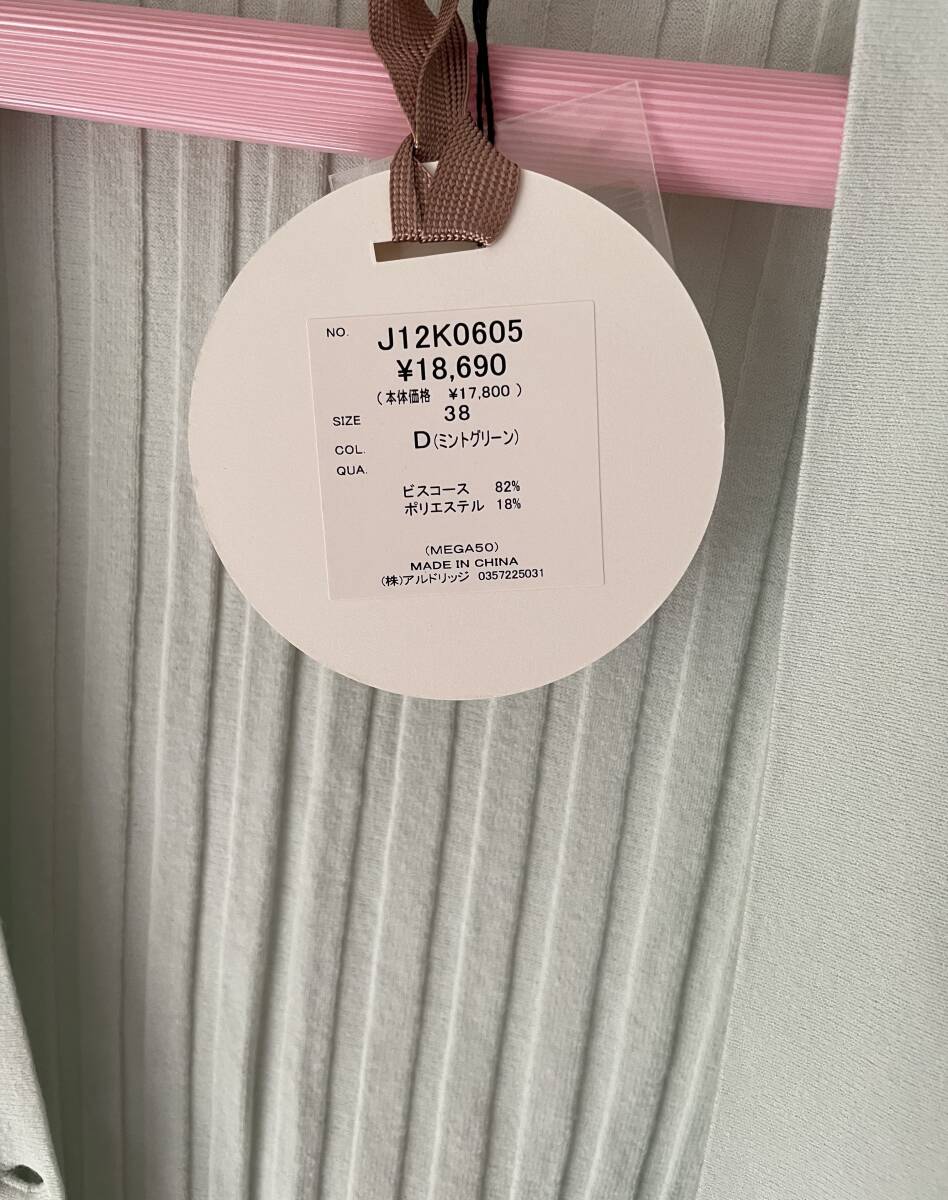 NO. J12K0605
¥18,690
(本体価格 ¥17,800)
SIZE 38
COL. D(ミントグリーン)
QUA.
ビスコース 82%
ポリエステル 18%
(MEGA50)
MADE IN CHINA
(株)アルドリッジ 0357225031